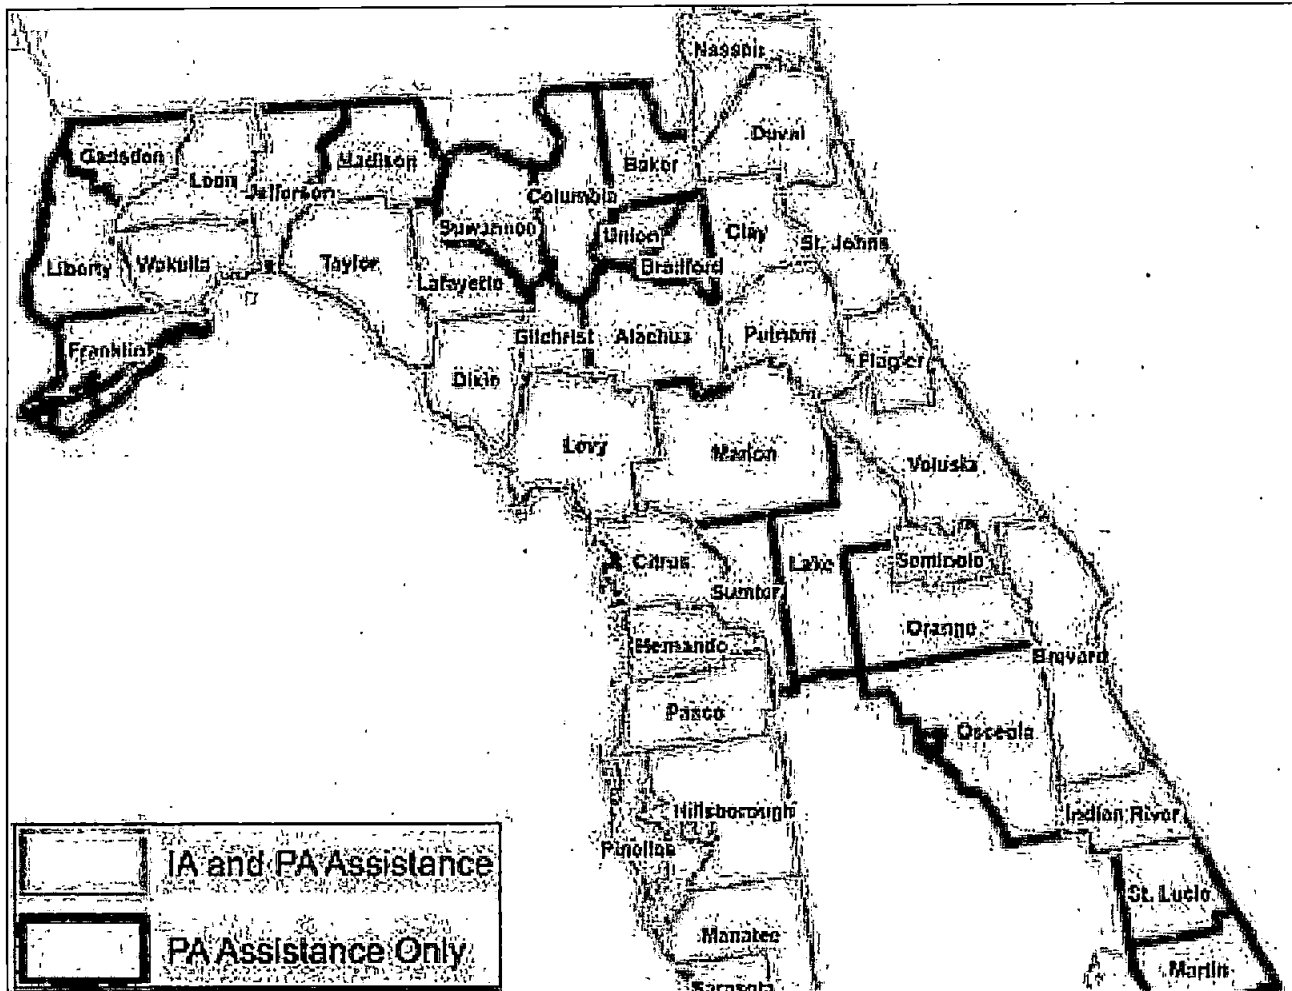 Nassau
Duval
Gadsden
Madison
Leon
Jefferson
Baker
Columbia
Suwannee
Union
Clay
St. Johns
Liberty
Wakulla
Taylor
Bradford
Lafayette
Gilchrist
Alachua
Putnam
Franklin
Flagler
Dixie
Levy
Marion
Volusia
Citrus
Lake
Seminole
Sumter
Orange
Hernando
Brevard
Pasco
Osceola
Hillsborough
Indian River
Pinellas
IA and PA Assistance
St. Lucie
Manatee
PA Assistance Only
Martin
Sarasota